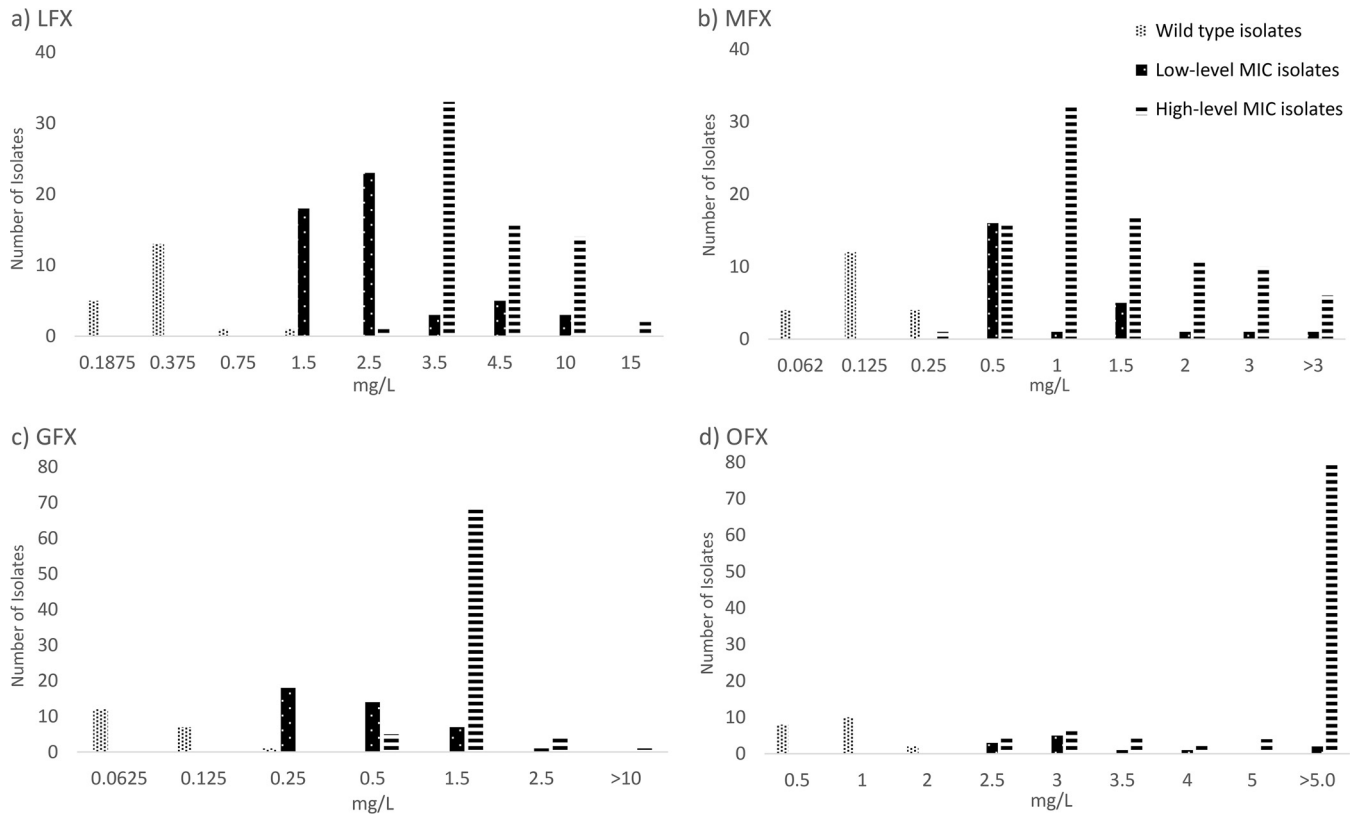 a) LFX
40
30
20
10
0
Number of Isolates
0.1875 0.375 0.75 1.5 2.5 3.5 4.5 10 15
mg/L
b) MFX
40
30
20
10
0
Number of Isolates
0.062 0.125 0.25 0.5 1 1.5 2 3 >3
mg/L
Wild type isolates
Low-level MIC isolates
High-level MIC isolates
c) GFX
80
70
60
50
40
30
20
10
0
Number of Isolates
0.0625 0.125 0.25 0.5 1.5 2.5 >10
mg/L
d) OFX
80
70
60
50
40
30
20
10
0
Number of Isolates
0.5 1 2 2.5 3 3.5 4 5 >5.0
mg/L